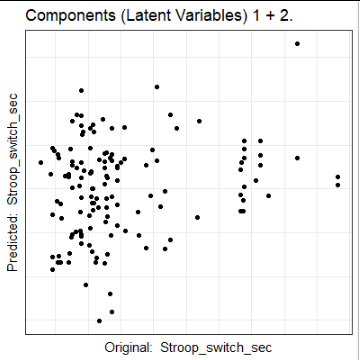 Components (Latent Variables) 1 + 2.
Predicted: Stroop_switch_sec
Original: Stroop_switch_sec